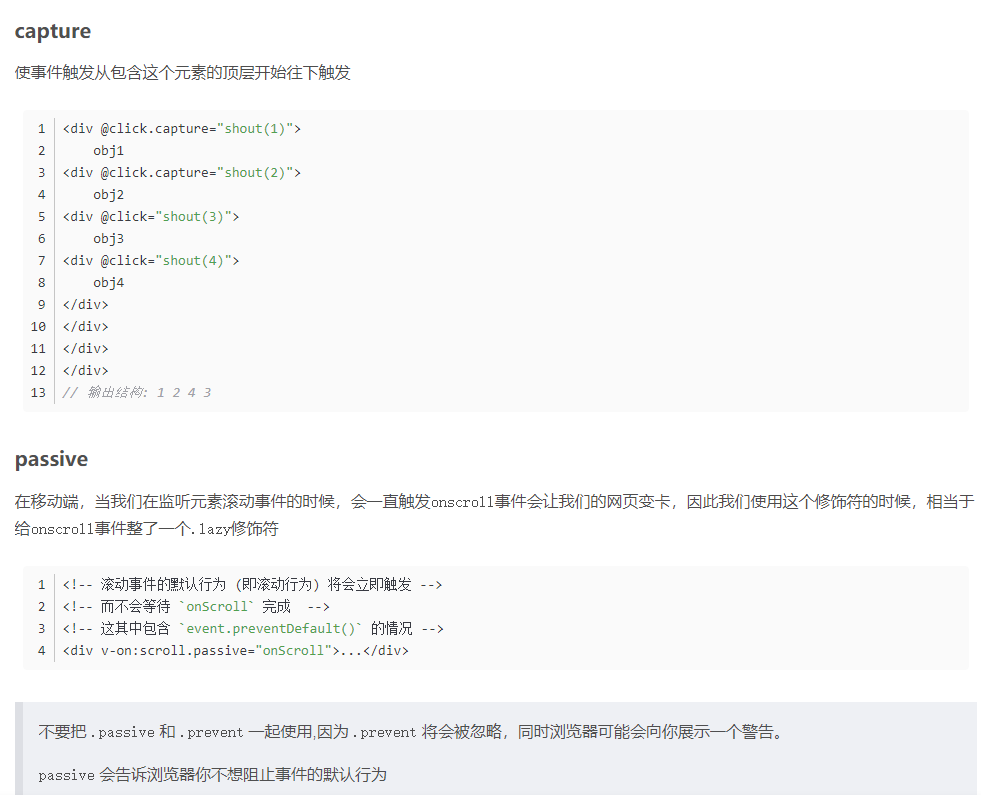 capture
使事件触发从包含这个元素的顶层开始往下触发
1 <div @click.capture="shout(1)">
2     obj1
3 <div @click.capture="shout(2)">
4     obj2
5 <div @click="shout(3)">
6     obj3
7 <div @click="shout(4)">
8     obj4
9 </div>
10 </div>
11 </div>
12 </div>
13 // 输出结构: 1 2 4 3
passive
在移动端，当我们在监听元素滚动事件的时候，会一直触发onscroll事件会让我们的网页变卡，因此我们使用这个修饰符的时候，相当于
给onscroll事件整了一个.lazy修饰符
1 <!-- 滚动事件的默认行为 (即滚动行为) 将会立即触发 -->
2 <!-- 而不会等待 `onScroll` 完成  -->
3 <!-- 这其中包含 `event.preventDefault()` 的情况 -->
4 <div v-on:scroll.passive="onScroll">...</div>
不要把 .passive 和 .prevent 一起使用,因为 .prevent 将会被忽略，同时浏览器可能会向你展示一个警告。
passive 会告诉浏览器你不想阻止事件的默认行为